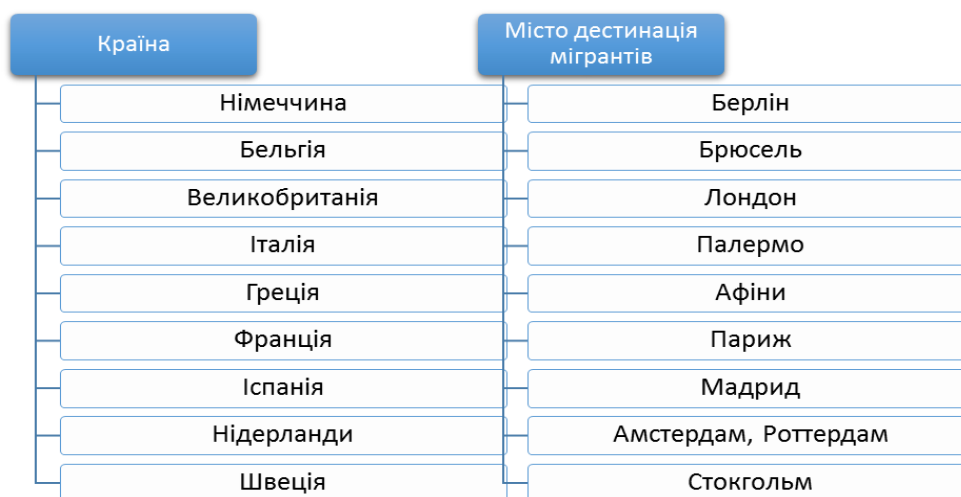 Країна
Місто дестинація
мігрантів
Німеччина
Берлін
Бельгія
Брюсель
Великобританія
Лондон
Італія
Палермо
Греція
Афіни
Франція
Париж
Іспанія
Мадрид
Нідерланди
Амстердам, Роттердам
Швеція
Стокгольм